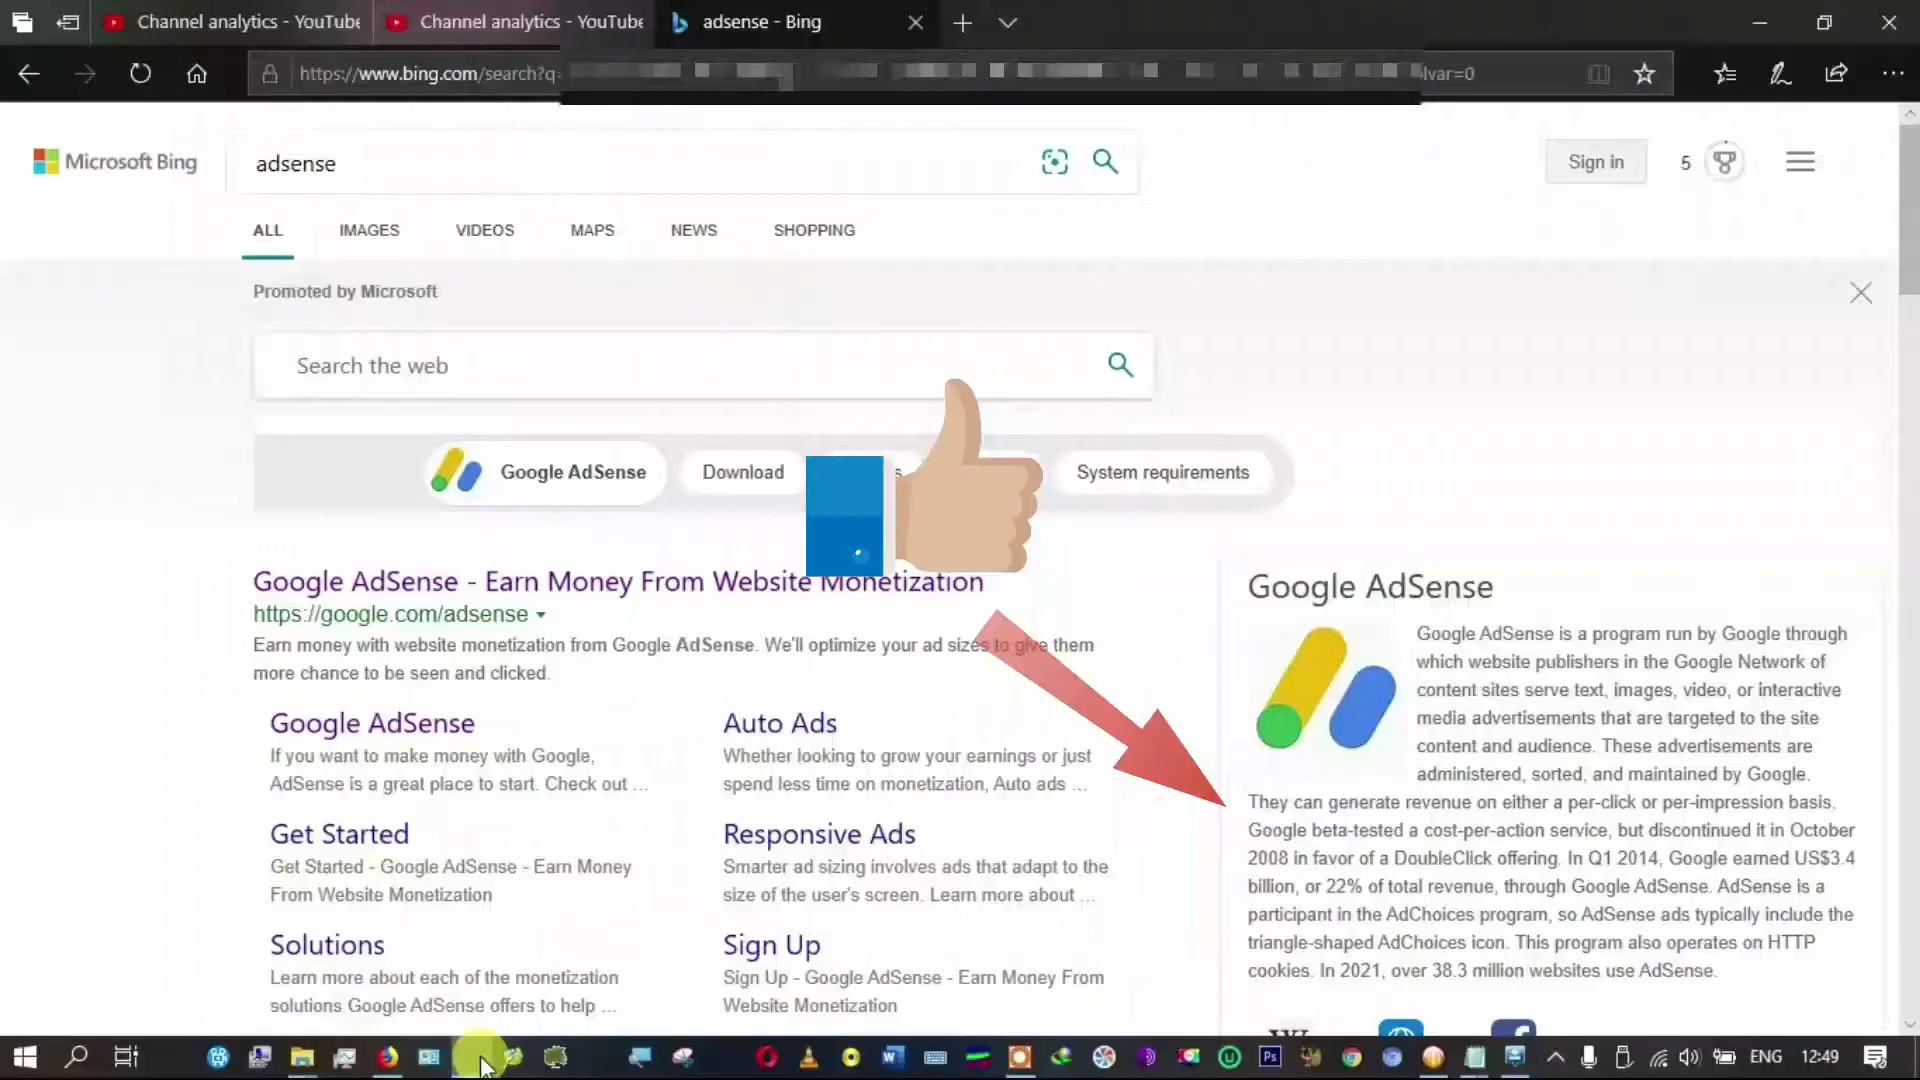 Channel analytics - YouTube
Channel analytics - YouTube
adsense - Bing
https://www.bing.com/search?q=
lvar=0
Microsoft Bing
adsense
Sign in
5
ALL IMAGES VIDEOS MAPS NEWS SHOPPING
Promoted by Microsoft
Search the web
Google AdSense
Download
System requirements
Google AdSense - Earn Money From Website Monetization
https://google.com/adsense
Earn money with website monetization from Google AdSense. We'll optimize your ad sizes to give them
more chance to be seen and clicked.
Google AdSense
If you want to make money with Google,
AdSense is a great place to start. Check out ...
Auto Ads
Whether looking to grow your earnings or just
spend less time on monetization, Auto ads ...
Get Started
Get Started - Google AdSense - Earn Money
From Website Monetization
Responsive Ads
Smarter ad sizing involves ads that adapt to the
size of the user's screen. Learn more about ...
Solutions
Learn more about each of the monetization
solutions Google AdSense offers to help ...
Sign Up
Sign Up - Google AdSense - Earn Money From
Website Monetization
Google AdSense
Google AdSense is a program run by Google through
which website publishers in the Google Network of
content sites serve text, images, video, or interactive
media advertisements that are targeted to the site
content and audience. These advertisements are
administered, sorted, and maintained by Google.
They can generate revenue on either a per-click or per-impression basis.
Google beta-tested a cost-per-action service, but discontinued it in October
2008 in favor of a DoubleClick offering. In Q1 2014, Google earned US$3.4
billion, or 22% of total revenue, through Google AdSense. AdSense is a
participant in the AdChoices program, so AdSense ads typically include the
triangle-shaped AdChoices icon. This program also operates on HTTP
cookies. In 2021, over 38.3 million websites use AdSense.
ENG
12:49